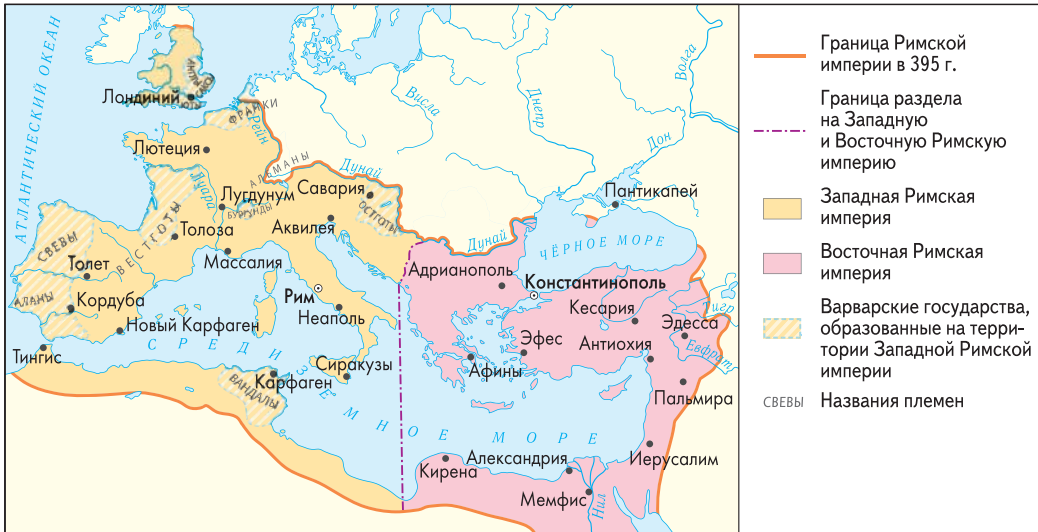 АТЛАНТИЧЕСКИЙ ОКЕАН
Лондиний
ФРАНКИ
Рейн
Лютеция
АЛЕМАНЫ
Луара
Лугдунум
БУРГУНДЫ
Савария
ОСТГОТЫ
Аквилея
Висла
Днепр
Волга
Дон
Дунай
Дунай
Пантикапей
ЧЁРНОЕ МОРЕ
СВЕВЫ
ВЕСТГОТЫ
Толоза
Массалия
Толет
АЛАНЫ
Кордуба
Новый Карфаген
Тингис
Рим
Неаполь
Сиракузы
Карфаген
ВАНДАЛЫ
СРЕДИЗЕМНОЕ МОРЕ
Адрианополь
Константинополь
Кесария
Эдесса
Тигр
Евфрат
Эфес
Антиохия
Афины
Пальмира
Иерусалим
Кирена
Александрия
Мемфис
Нил
Граница Римской
империи в 395 г.
Граница раздела
на Западную
и Восточную Римскую
империю
Западная Римская
империя
Восточная Римская
империя
Варварские государства,
образованные на терри-
тории Западной Римской
империи
СВЕВЫ Названия племен